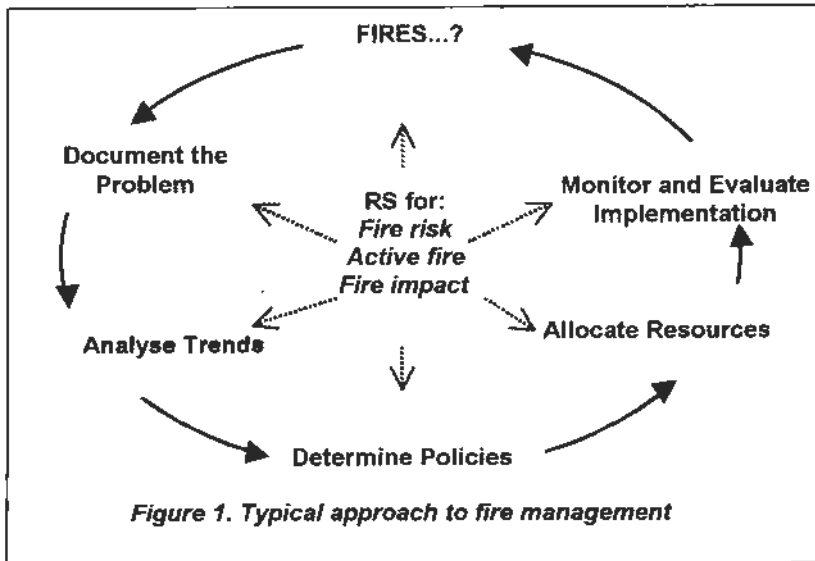 FIRES...?
Document the
Problem
RS for:
Fire risk
Active fire
Fire impact
Monitor and Evaluate
Implementation
Analyse Trends
Allocate Resources
Determine Policies
Figure 1. Typical approach to fire management